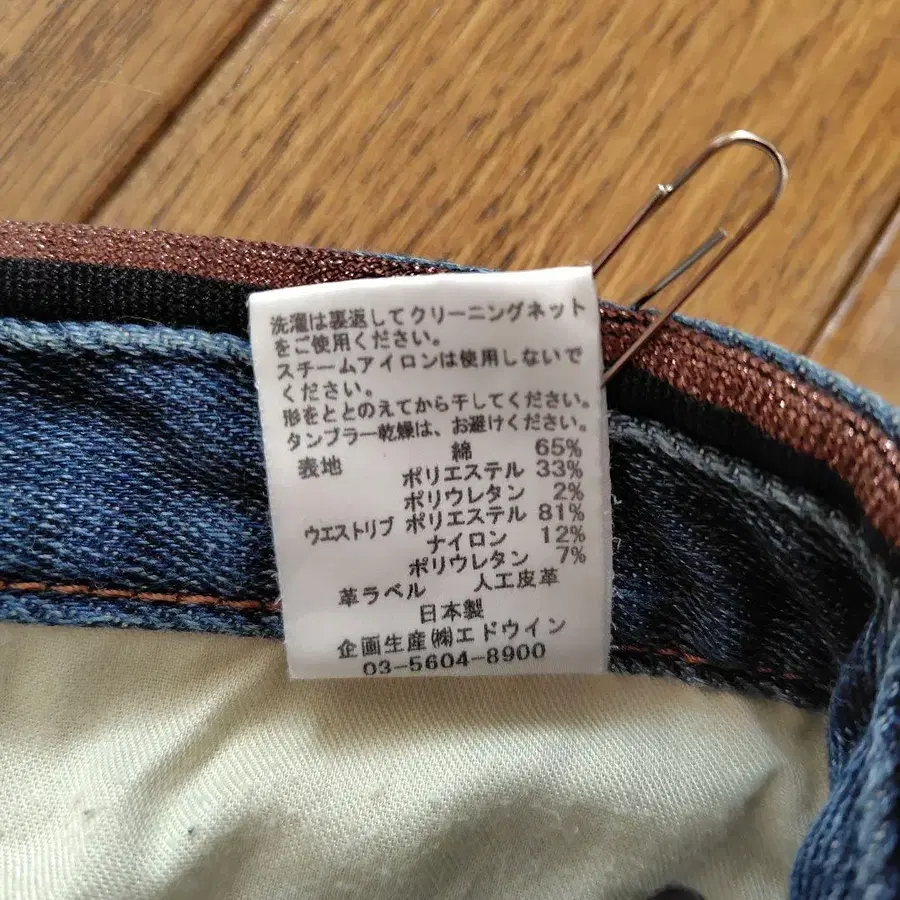 洗濯は裏返してクリーニングネット
をご使用ください。
スチームアイロンは使用しないで
ください。
形をととのえてから干してください。
タンブラー乾燥は、お避けください。
表地 綿 65%
ポリエステル 33%
ポリウレタン 2%
ウエストリブ ポリエステル 81%
ナイロン 12%
ポリウレタン 7%
革ラベル 人工皮革
日本製
企画生産㈱エドウイン
03-5604-8900